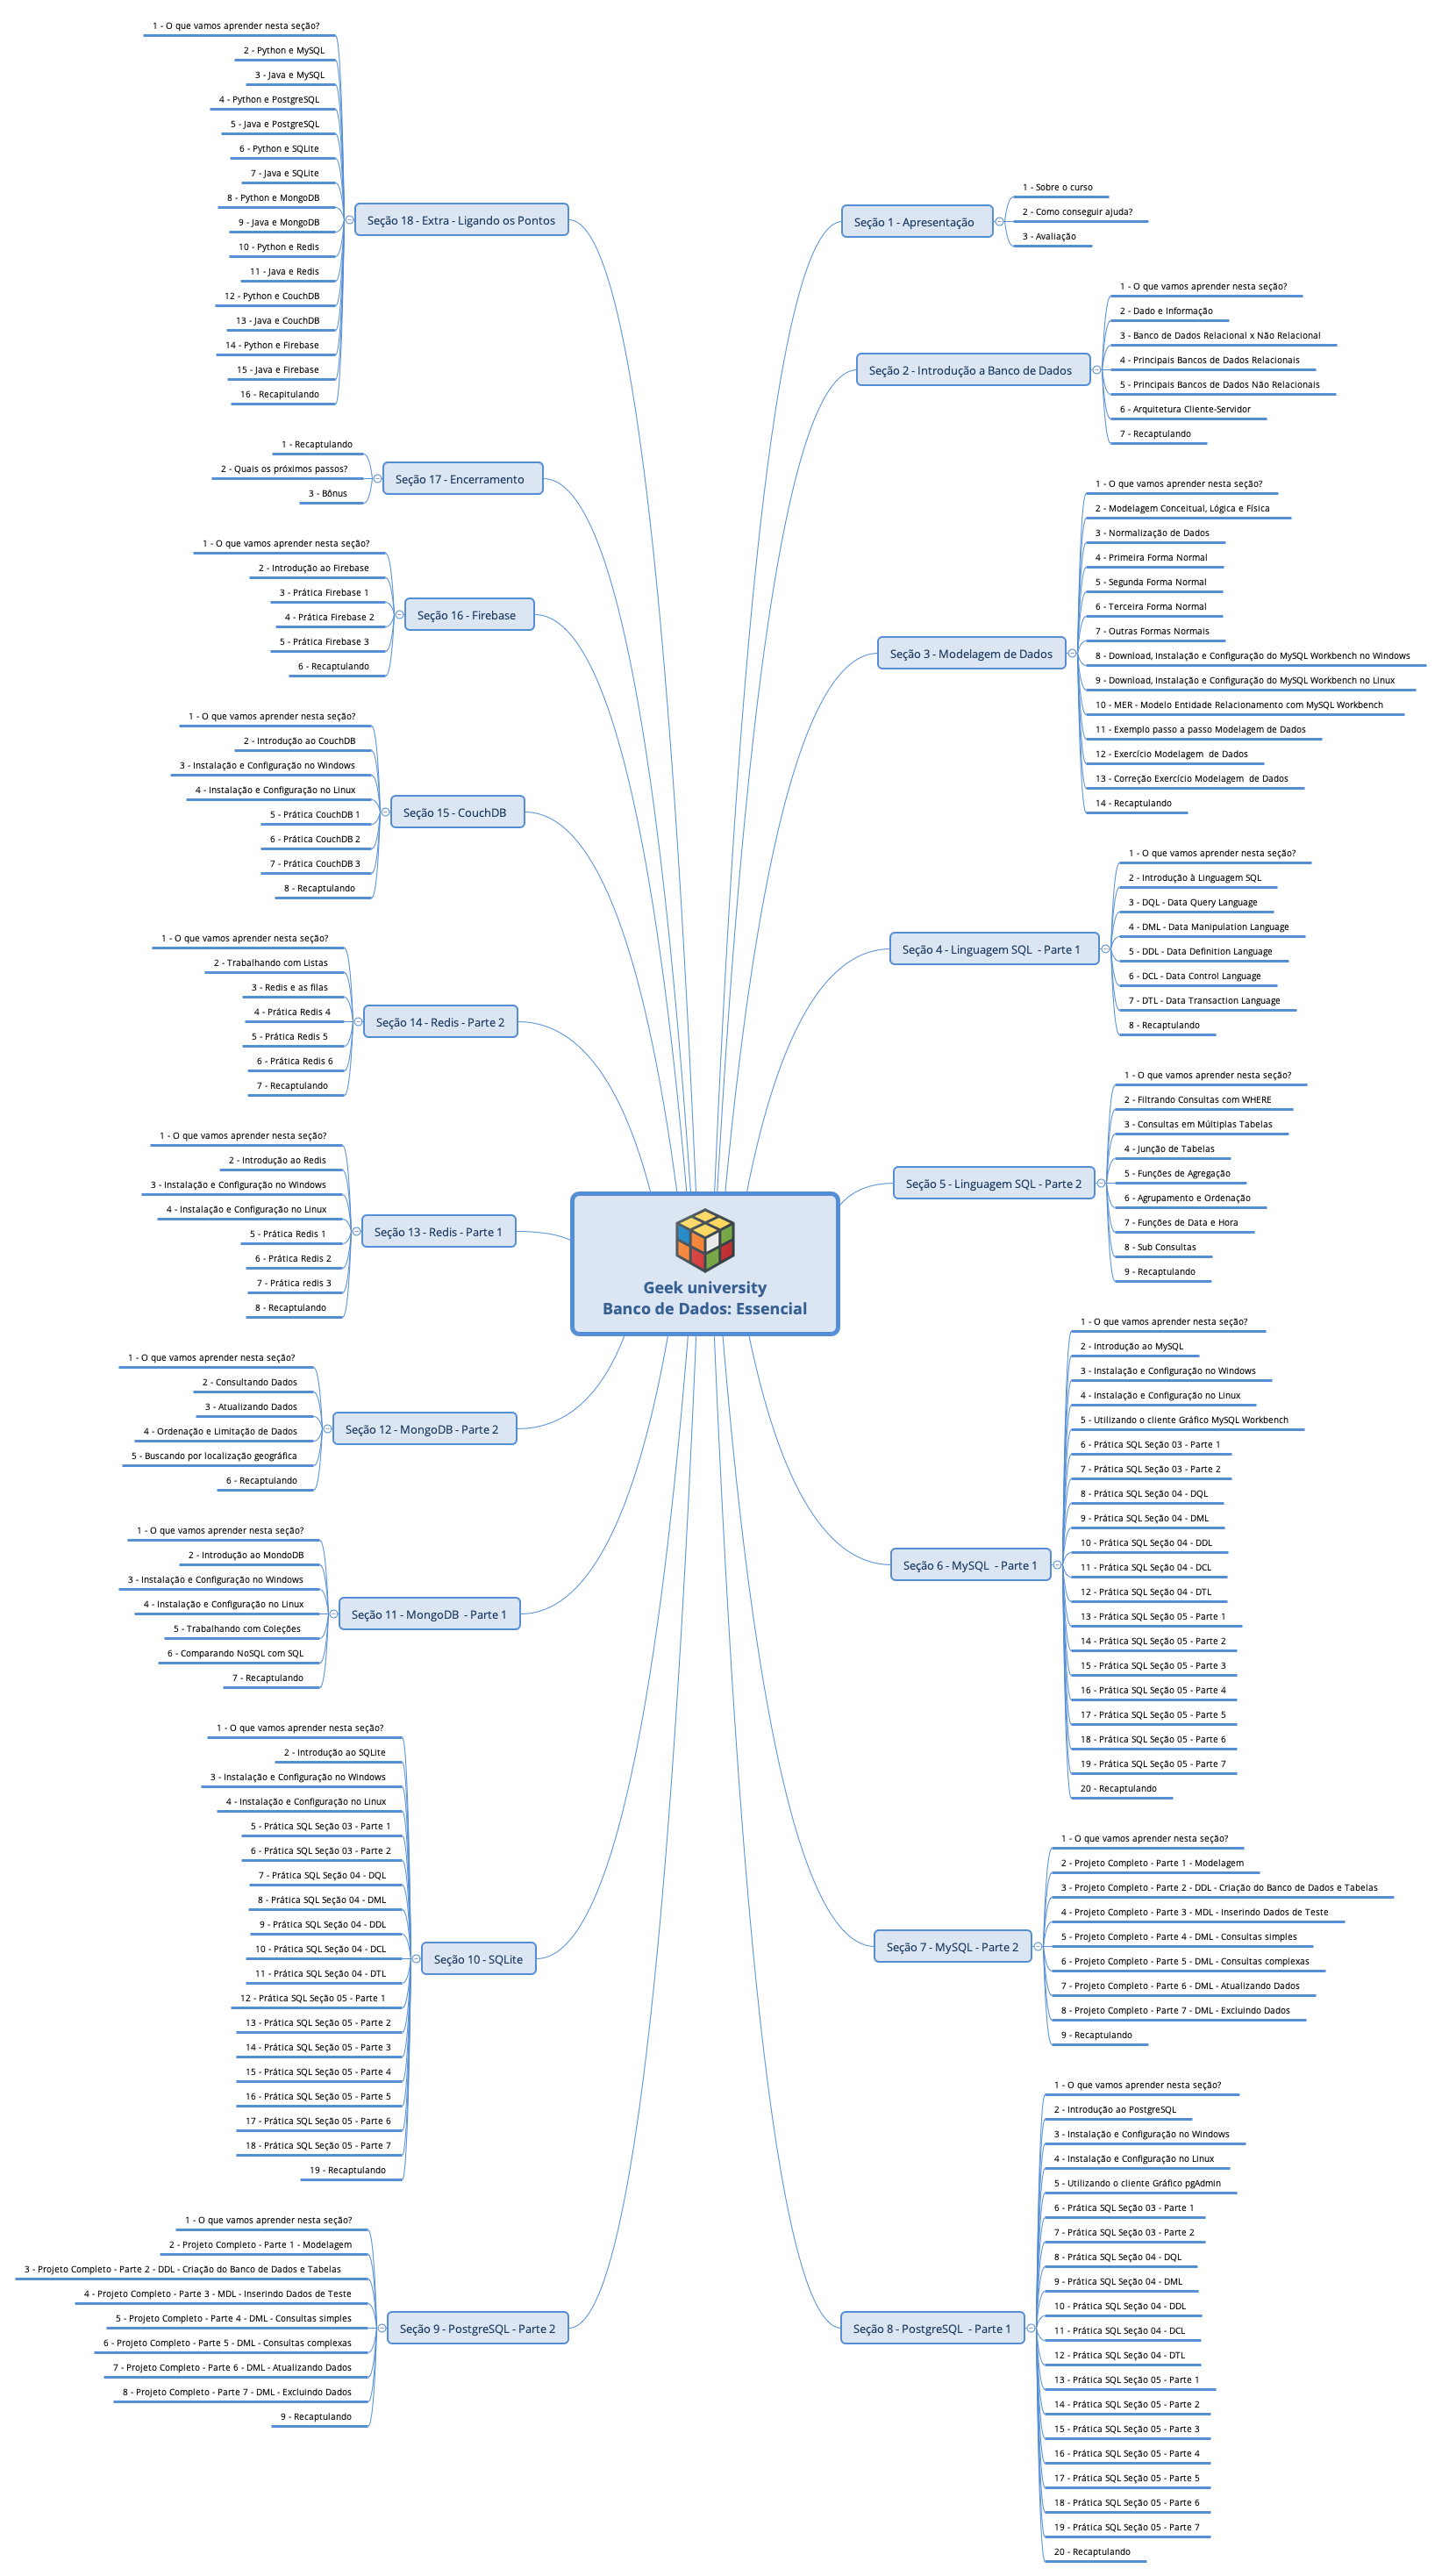 Geek university
Banco de Dados: Essencial
Seção 1 - Apresentação
1 - Sobre o curso
2 - Como conseguir ajuda?
3 - Avaliação
Seção 2 - Introdução a Banco de Dados
1 - O que vamos aprender nesta seção?
2 - Dado e Informação
3 - Banco de Dados Relacional x Não Relacional
4 - Principais Bancos de Dados Relacionais
5 - Principais Bancos de Dados Não Relacionais
6 - Arquitetura Cliente-Servidor
7 - Recaptulando
Seção 3 - Modelagem de Dados
1 - O que vamos aprender nesta seção?
2 - Modelagem Conceitual, Lógica e Física
3 - Normalização de Dados
4 - Primeira Forma Normal
5 - Segunda Forma Normal
6 - Terceira Forma Normal
7 - Outras Formas Normais
8 - Download, Instalação e Configuração do MySQL Workbench no Windows
9 - Download, Instalação e Configuração do MySQL Workbench no Linux
10 - MER - Modelo Entidade Relacionamento com MySQL Workbench
11 - Exemplo passo a passo Modelagem de Dados
12 - Exercício Modelagem  de Dados
13 - Correção Exercício Modelagem  de Dados
14 - Recaptulando
Seção 4 - Linguagem SQL  - Parte 1
1 - O que vamos aprender nesta seção?
2 - Introdução à Linguagem SQL
3 - DQL - Data Query Language
4 - DML - Data Manipulation Language
5 - DDL - Data Definition Language
6 - DCL - Data Control Language
7 - DTL - Data Transaction Language
8 - Recaptulando
Seção 5 - Linguagem SQL - Parte 2
1 - O que vamos aprender nesta seção?
2 - Filtrando Consultas com WHERE
3 - Consultas em Múltiplas Tabelas
4 - Junção de Tabelas
5 - Funções de Agregação
6 - Agrupamento e Ordenação
7 - Funções de Data e Hora
8 - Sub Consultas
9 - Recaptulando
Seção 6 - MySQL  - Parte 1
1 - O que vamos aprender nesta seção?
2 - Introdução ao MySQL
3 - Instalação e Configuração no Windows
4 - Instalação e Configuração no Linux
5 - Utilizando o cliente Gráfico MySQL Workbench
6 - Prática SQL Seção 03 - Parte 1
7 - Prática SQL Seção 03 - Parte 2
8 - Prática SQL Seção 04 - DQL
9 - Prática SQL Seção 04 - DML
10 - Prática SQL Seção 04 - DDL
11 - Prática SQL Seção 04 - DCL
12 - Prática SQL Seção 04 - DTL
13 - Prática SQL Seção 05 - Parte 1
14 - Prática SQL Seção 05 - Parte 2
15 - Prática SQL Seção 05 - Parte 3
16 - Prática SQL Seção 05 - Parte 4
17 - Prática SQL Seção 05 - Parte 5
18 - Prática SQL Seção 05 - Parte 6
19 - Prática SQL Seção 05 - Parte 7
20 - Recaptulando
Seção 7 - MySQL - Parte 2
1 - O que vamos aprender nesta seção?
2 - Projeto Completo - Parte 1 - Modelagem
3 - Projeto Completo - Parte 2 - DDL - Criação do Banco de Dados e Tabelas
4 - Projeto Completo - Parte 3 - MDL - Inserindo Dados de Teste
5 - Projeto Completo - Parte 4 - DML - Consultas simples
6 - Projeto Completo - Parte 5 - DML - Consultas complexas
7 - Projeto Completo - Parte 6 - DML - Atualizando Dados
8 - Projeto Completo - Parte 7 - DML - Excluindo Dados
9 - Recaptulando
Seção 8 - PostgreSQL  - Parte 1
1 - O que vamos aprender nesta seção?
2 - Introdução ao PostgreSQL
3 - Instalação e Configuração no Windows
4 - Instalação e Configuração no Linux
5 - Utilizando o cliente Gráfico pgAdmin
6 - Prática SQL Seção 03 - Parte 1
7 - Prática SQL Seção 03 - Parte 2
8 - Prática SQL Seção 04 - DQL
9 - Prática SQL Seção 04 - DML
10 - Prática SQL Seção 04 - DDL
11 - Prática SQL Seção 04 - DCL
12 - Prática SQL Seção 04 - DTL
13 - Prática SQL Seção 05 - Parte 1
14 - Prática SQL Seção 05 - Parte 2
15 - Prática SQL Seção 05 - Parte 3
16 - Prática SQL Seção 05 - Parte 4
17 - Prática SQL Seção 05 - Parte 5
18 - Prática SQL Seção 05 - Parte 6
19 - Prática SQL Seção 05 - Parte 7
20 - Recaptulando
Seção 9 - PostgreSQL - Parte 2
1 - O que vamos aprender nesta seção?
2 - Projeto Completo - Parte 1 - Modelagem
3 - Projeto Completo - Parte 2 - DDL - Criação do Banco de Dados e Tabelas
4 - Projeto Completo - Parte 3 - MDL - Inserindo Dados de Teste
5 - Projeto Completo - Parte 4 - DML - Consultas simples
6 - Projeto Completo - Parte 5 - DML - Consultas complexas
7 - Projeto Completo - Parte 6 - DML - Atualizando Dados
8 - Projeto Completo - Parte 7 - DML - Excluindo Dados
9 - Recaptulando
Seção 10 - SQLite
1 - O que vamos aprender nesta seção?
2 - Introdução ao SQLite
3 - Instalação e Configuração no Windows
4 - Instalação e Configuração no Linux
5 - Prática SQL Seção 03 - Parte 1
6 - Prática SQL Seção 03 - Parte 2
7 - Prática SQL Seção 04 - DQL
8 - Prática SQL Seção 04 - DML
9 - Prática SQL Seção 04 - DDL
10 - Prática SQL Seção 04 - DCL
11 - Prática SQL Seção 04 - DTL
12 - Prática SQL Seção 05 - Parte 1
13 - Prática SQL Seção 05 - Parte 2
14 - Prática SQL Seção 05 - Parte 3
15 - Prática SQL Seção 05 - Parte 4
16 - Prática SQL Seção 05 - Parte 5
17 - Prática SQL Seção 05 - Parte 6
18 - Prática SQL Seção 05 - Parte 7
19 - Recaptulando
Seção 11 - MongoDB  - Parte 1
1 - O que vamos aprender nesta seção?
2 - Introdução ao MondoDB
3 - Instalação e Configuração no Windows
4 - Instalação e Configuração no Linux
5 - Trabalhando com Coleções
6 - Comparando NoSQL com SQL
7 - Recaptulando
Seção 12 - MongoDB - Parte 2
1 - O que vamos aprender nesta seção?
2 - Consultando Dados
3 - Atualizando Dados
4 - Ordenação e Limitação de Dados
5 - Buscando por localização geográfica
6 - Recaptulando
Seção 13 - Redis - Parte 1
1 - O que vamos aprender nesta seção?
2 - Introdução ao Redis
3 - Instalação e Configuração no Windows
4 - Instalação e Configuração no Linux
5 - Prática Redis 1
6 - Prática Redis 2
7 - Prática redis 3
8 - Recaptulando
Seção 14 - Redis - Parte 2
1 - O que vamos aprender nesta seção?
2 - Trabalhando com Listas
3 - Redis e as filas
4 - Prática Redis 4
5 - Prática Redis 5
6 - Prática Redis 6
7 - Recaptulando
Seção 15 - CouchDB
1 - O que vamos aprender nesta seção?
2 - Introdução ao CouchDB
3 - Instalação e Configuração no Windows
4 - Instalação e Configuração no Linux
5 - Prática CouchDB 1
6 - Prática CouchDB 2
7 - Prática CouchDB 3
8 - Recaptulando
Seção 16 - Firebase
1 - O que vamos aprender nesta seção?
2 - Introdução ao Firebase
3 - Prática Firebase 1
4 - Prática Firebase 2
5 - Prática Firebase 3
6 - Recaptulando
Seção 17 - Encerramento
1 - Recaptulando
2 - Quais os próximos passos?
3 - Bônus
Seção 18 - Extra - Ligando os Pontos
1 - O que vamos aprender nesta seção?
2 - Python e MySQL
3 - Java e MySQL
4 - Python e PostgreSQL
5 - Java e PostgreSQL
6 - Python e SQLite
7 - Java e SQLite
8 - Python e MongoDB
9 - Java e MongoDB
10 - Python e Redis
11 - Java e Redis
12 - Python e CouchDB
13 - Java e CouchDB
14 - Python e Firebase
15 - Java e Firebase
16 - Recapitulando